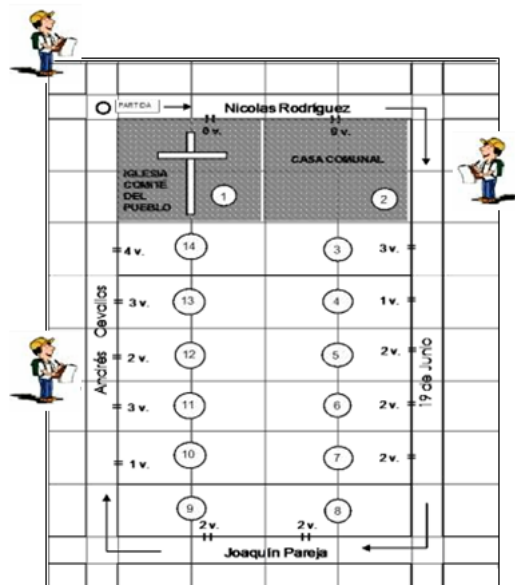 PARTIDA
Nicolas Rodríguez
0 v.
0 v.
IGLESIA
COMITE
DEL
PUEBLO
CASA COMUNAL
1
2
4 v.
14
3
3 v.
3 v.
13
4
1 v.
2 v.
12
5
2 v.
3 v.
11
6
2 v.
1 v.
10
7
2 v.
9
8
2 v.
2 v.
Joaquín Pareja
Andrés Cevallos
19 de Junio